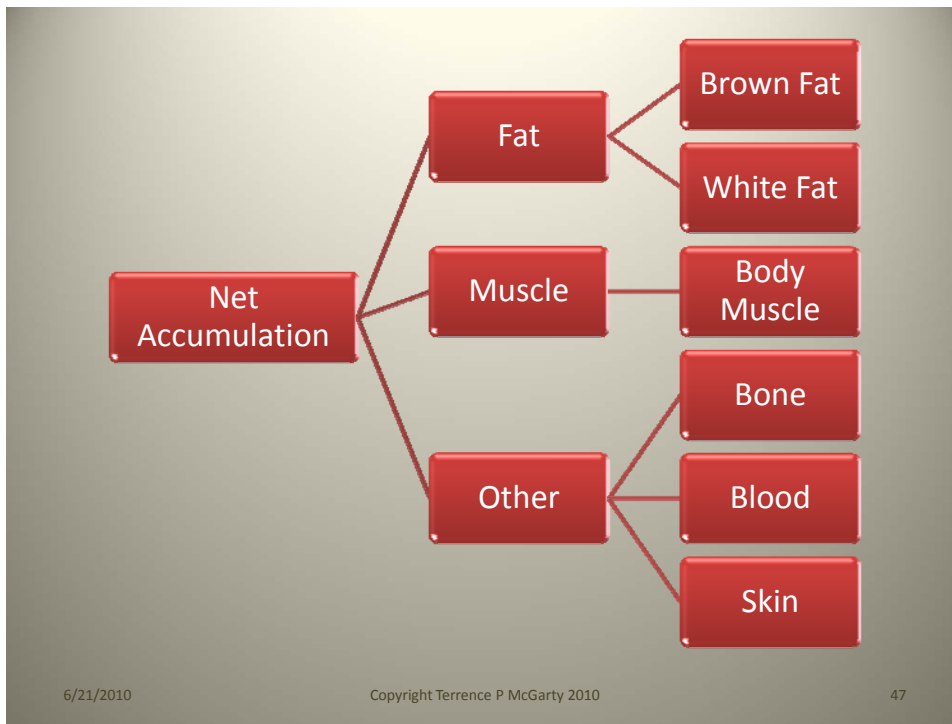 Net
Accumulation
Fat
Brown Fat
White Fat
Muscle
Body
Muscle
Other
Bone
Blood
Skin
6/21/2010
Copyright Terrence P McGarty 2010
47